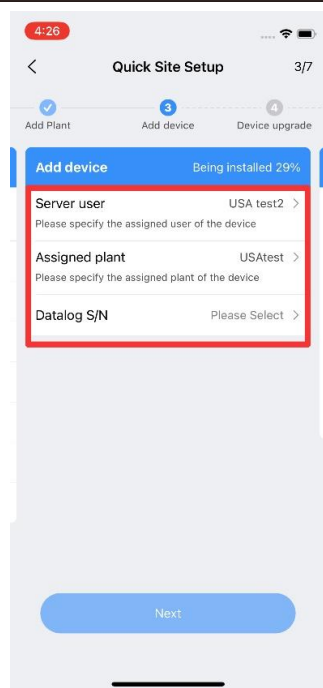 4:26
Quick Site Setup 3/7
3 4
Add Plant Add device Device upgrade
Add device Being installed 29%
Server user USA test2 >
Please specify the assigned user of the device
Assigned plant USAtest >
Please specify the assigned plant of the device
Datalog S/N Please Select >
Next